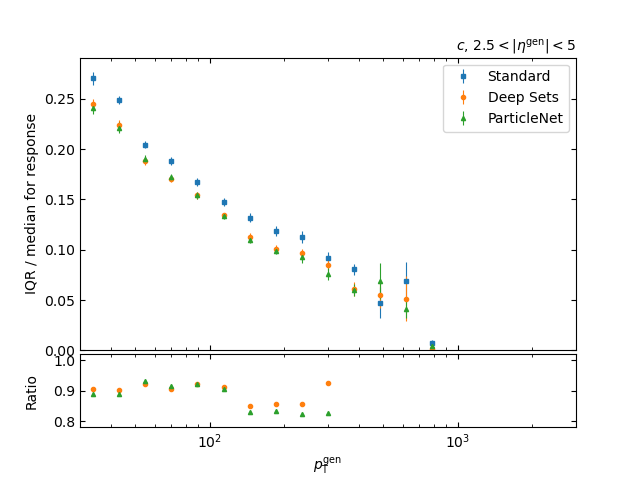 c, 2.5 < |η^gen| < 5
Standard
Deep Sets
ParticleNet
IQR / median for response
0.25
0.20
0.15
0.10
0.05
0.00
Ratio
1.0
0.9
0.8
10^2
10^3
p_T^gen